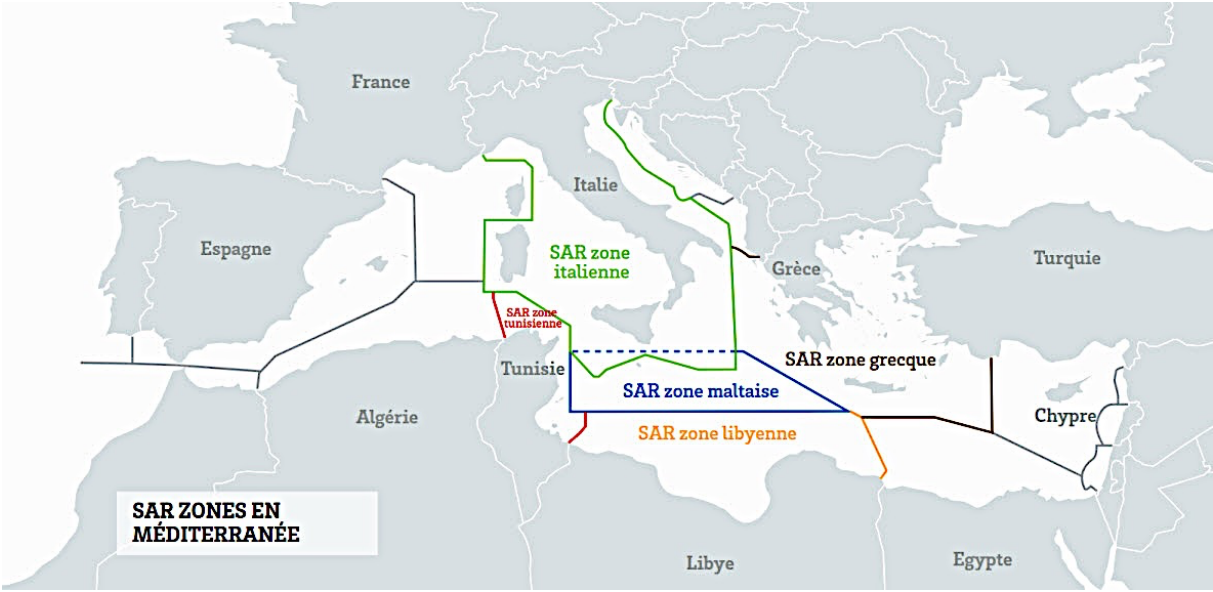 France
Italie
Espagne
SAR zone
italienne
Grèce
Turquie
SAR zone
tunisienne
Tunisie
SAR zone grecque
SAR zone maltaise
Chypre
Algérie
SAR zone libyenne
SAR ZONES EN
MÉDITERRANÉE
Libye
Egypte